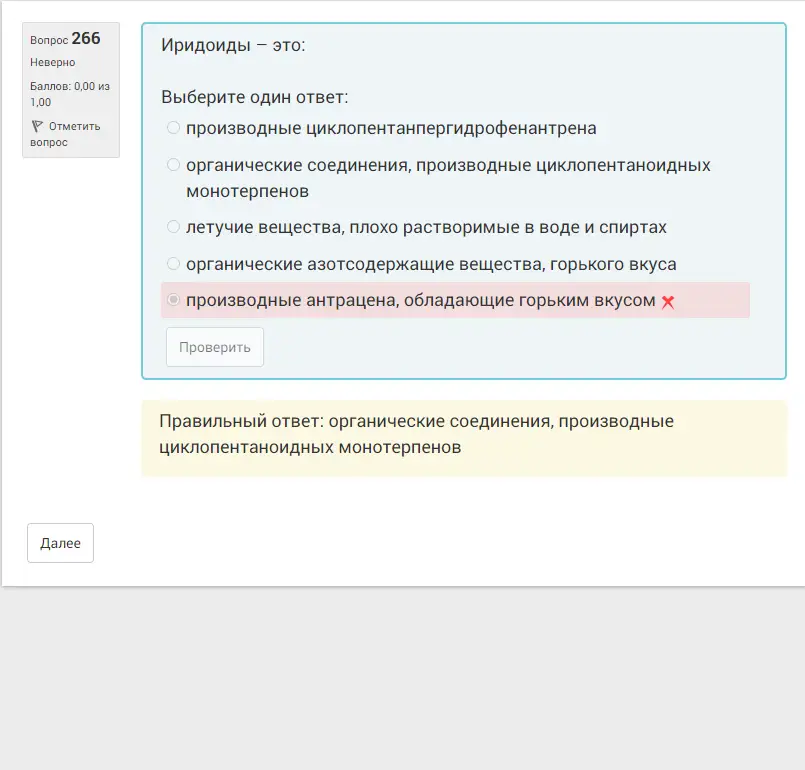 Вопрос 266
Неверно
Баллов: 0,00 из
1,00
Отметить
вопрос
Иридоиды – это:
Выберите один ответ:
производные циклопентанпергидрофенантрена
органические соединения, производные циклопентаноидных
монотерпенов
летучие вещества, плохо растворимые в воде и спиртах
органические азотсодержащие вещества, горького вкуса
производные антрацена, обладающие горьким вкусом
Проверить
Правильный ответ: органические соединения, производные
циклопентаноидных монотерпенов
Далее